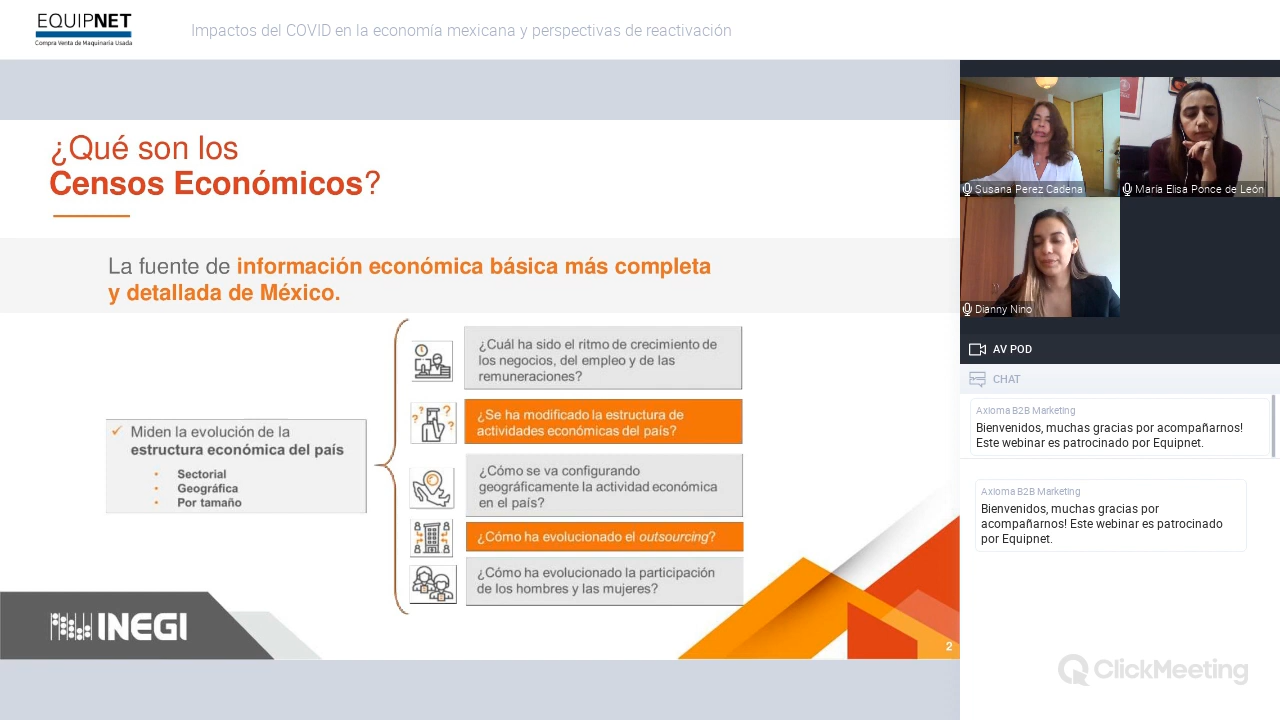 EQUIPNET
Compra Venta de Maquinaria Usada
Impactos del COVID en la economía mexicana y perspectivas de reactivación
¿Qué son los
Censos Económicos?
La fuente de información económica básica más completa
y detallada de México.
Miden la evolución de la
estructura económica del país
• Sectorial
• Geográfica
• Por tamaño
¿Cuál ha sido el ritmo de crecimiento de
los negocios, del empleo y de las
remuneraciones?
¿Se ha modificado la estructura de
actividades económicas del país?
¿Cómo se va configurando
geográficamente la actividad económica
en el país?
¿Cómo ha evolucionado el outsourcing?
¿Cómo ha evolucionado la participación
de los hombres y las mujeres?
INEGI
2
Susana Perez Cadena
María Elisa Ponce de León
Dianny Nino
AV POD
CHAT
Axioma B2B Marketing
Bienvenidos, muchas gracias por acompañarnos!
Este webinar es patrocinado por Equipnet.
Axioma B2B Marketing
Bienvenidos, muchas gracias por
acompañarnos! Este webinar es patrocinado
por Equipnet.
ClickMeeting